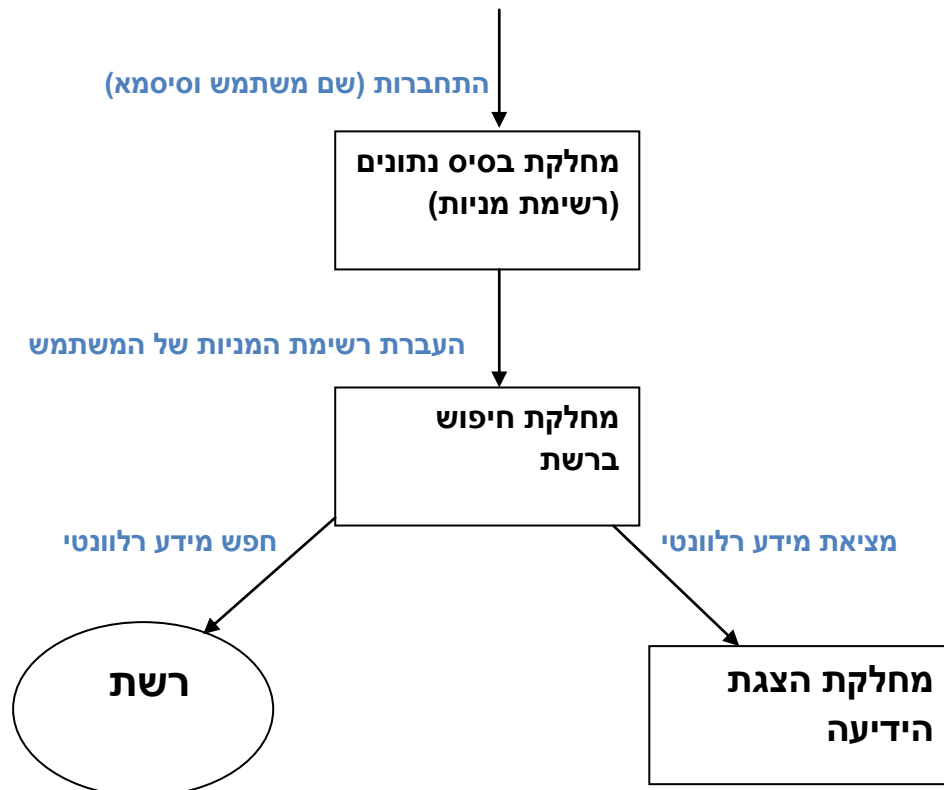 התחברות (שם משתמש וסיסמא)
מחלקת בסיס נתונים
(רשימת מניות)
העברת רשימת המניות של המשתמש
מחלקת חיפוש
ברשת
מציאת מידע רלוונטי
חפש מידע רלוונטי
מחלקת הצגת
הידיעה
רשת